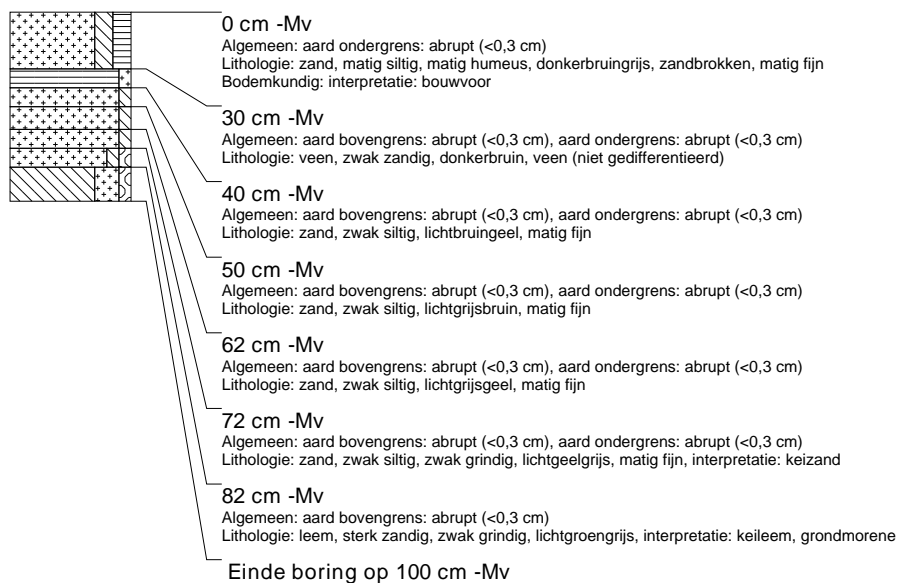 0 cm -Mv
Algemeen: aard ondergrens: abrupt (<0,3 cm)
Lithologie: zand, matig siltig, matig humeus, donkerbruingrijs, zandbrokken, matig fijn
Bodemkundig: interpretatie: bouwvoor
30 cm -Mv
Algemeen: aard bovengrens: abrupt (<0,3 cm), aard ondergrens: abrupt (<0,3 cm)
Lithologie: veen, zwak zandig, donkerbruin, veen (niet gedifferentieerd)
40 cm -Mv
Algemeen: aard bovengrens: abrupt (<0,3 cm), aard ondergrens: abrupt (<0,3 cm)
Lithologie: zand, zwak siltig, lichtbruingeel, matig fijn
50 cm -Mv
Algemeen: aard bovengrens: abrupt (<0,3 cm), aard ondergrens: abrupt (<0,3 cm)
Lithologie: zand, zwak siltig, lichtgrijsbruin, matig fijn
62 cm -Mv
Algemeen: aard bovengrens: abrupt (<0,3 cm), aard ondergrens: abrupt (<0,3 cm)
Lithologie: zand, zwak siltig, lichtgrijsgeel, matig fijn
72 cm -Mv
Algemeen: aard bovengrens: abrupt (<0,3 cm), aard ondergrens: abrupt (<0,3 cm)
Lithologie: zand, zwak siltig, zwak grindig, lichtgeelgrijs, matig fijn, interpretatie: keizand
82 cm -Mv
Algemeen: aard bovengrens: abrupt (<0,3 cm)
Lithologie: leem, sterk zandig, zwak grindig, lichtgroengrijs, interpretatie: keileem, grondmorene
Einde boring op 100 cm -Mv